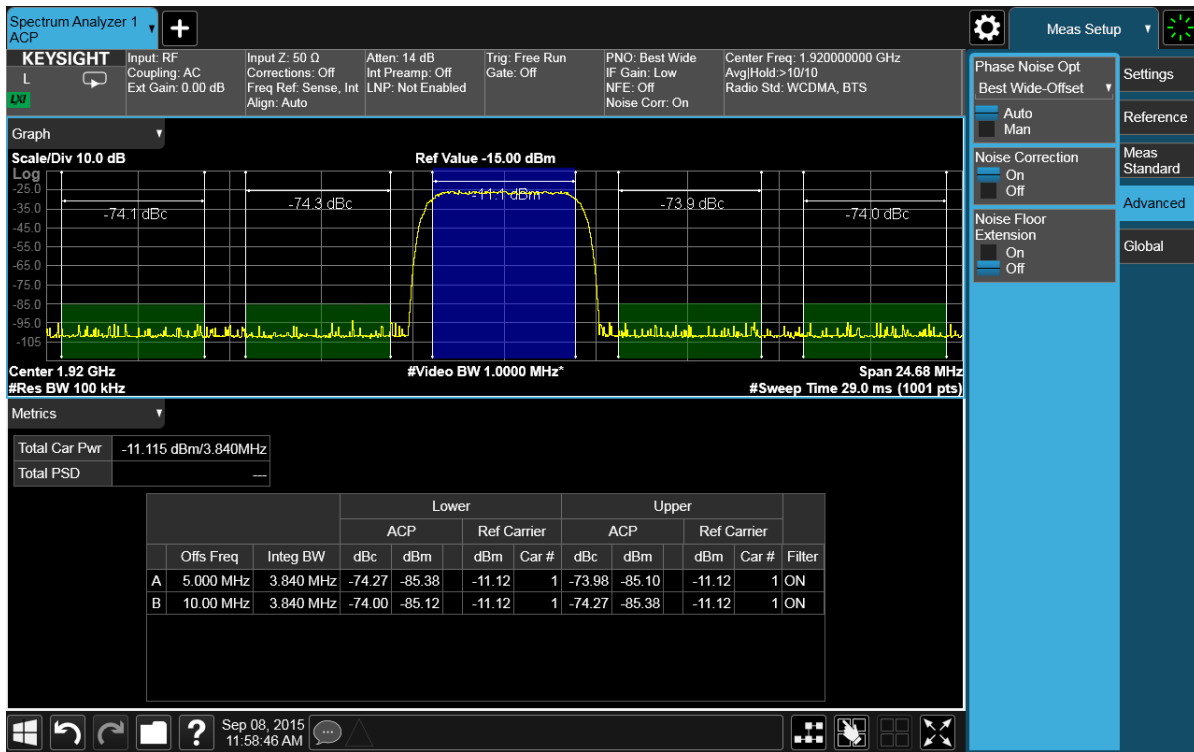 Spectrum Analyzer 1
ACP
Meas Setup
KEYSIGHT
L
LXI
Input: RF
Coupling: AC
Ext Gain: 0.00 dB
Input Z: 50 Ω
Corrections: Off
Freq Ref: Sense, Int
Align: Auto
Atten: 14 dB
Int Preamp: Off
LNP: Not Enabled
Trig: Free Run
Gate: Off
PNO: Best Wide
IF Gain: Low
NFE: Off
Noise Corr: On
Center Freq: 1.920000000 GHz
Avg|Hold:>10/10
Radio Std: WCDMA, BTS
Graph
Scale/Div 10.0 dB
Ref Value -15.00 dBm
Log
-25.0
-35.0
-45.0
-55.0
-65.0
-75.0
-85.0
-95.0
-105
-74.1 dBc
-74.3 dBc
-11.1 dBm
-73.9 dBc
-74.0 dBc
Center 1.92 GHz
#Video BW 1.0000 MHz*
Span 24.68 MHz
#Res BW 100 kHz
#Sweep Time 29.0 ms (1001 pts)
Metrics
Total Car Pwr -11.115 dBm/3.840MHz
Total PSD ---
Lower Upper
ACP Ref Carrier ACP Ref Carrier
Offs Freq Integ BW dBc dBm dBm Car # dBc dBm dBm Car # Filter
A 5.000 MHz 3.840 MHz -74.27 -85.38 -11.12 1 -73.98 -85.10 -11.12 1 ON
B 10.00 MHz 3.840 MHz -74.00 -85.12 -11.12 1 -74.27 -85.38 -11.12 1 ON
Phase Noise Opt
Best Wide-Offset
Auto
Man
Noise Correction
On
Off
Noise Floor
Extension
On
Off
Settings
Reference
Meas
Standard
Advanced
Global
?
Sep 08, 2015
11:58:46 AM